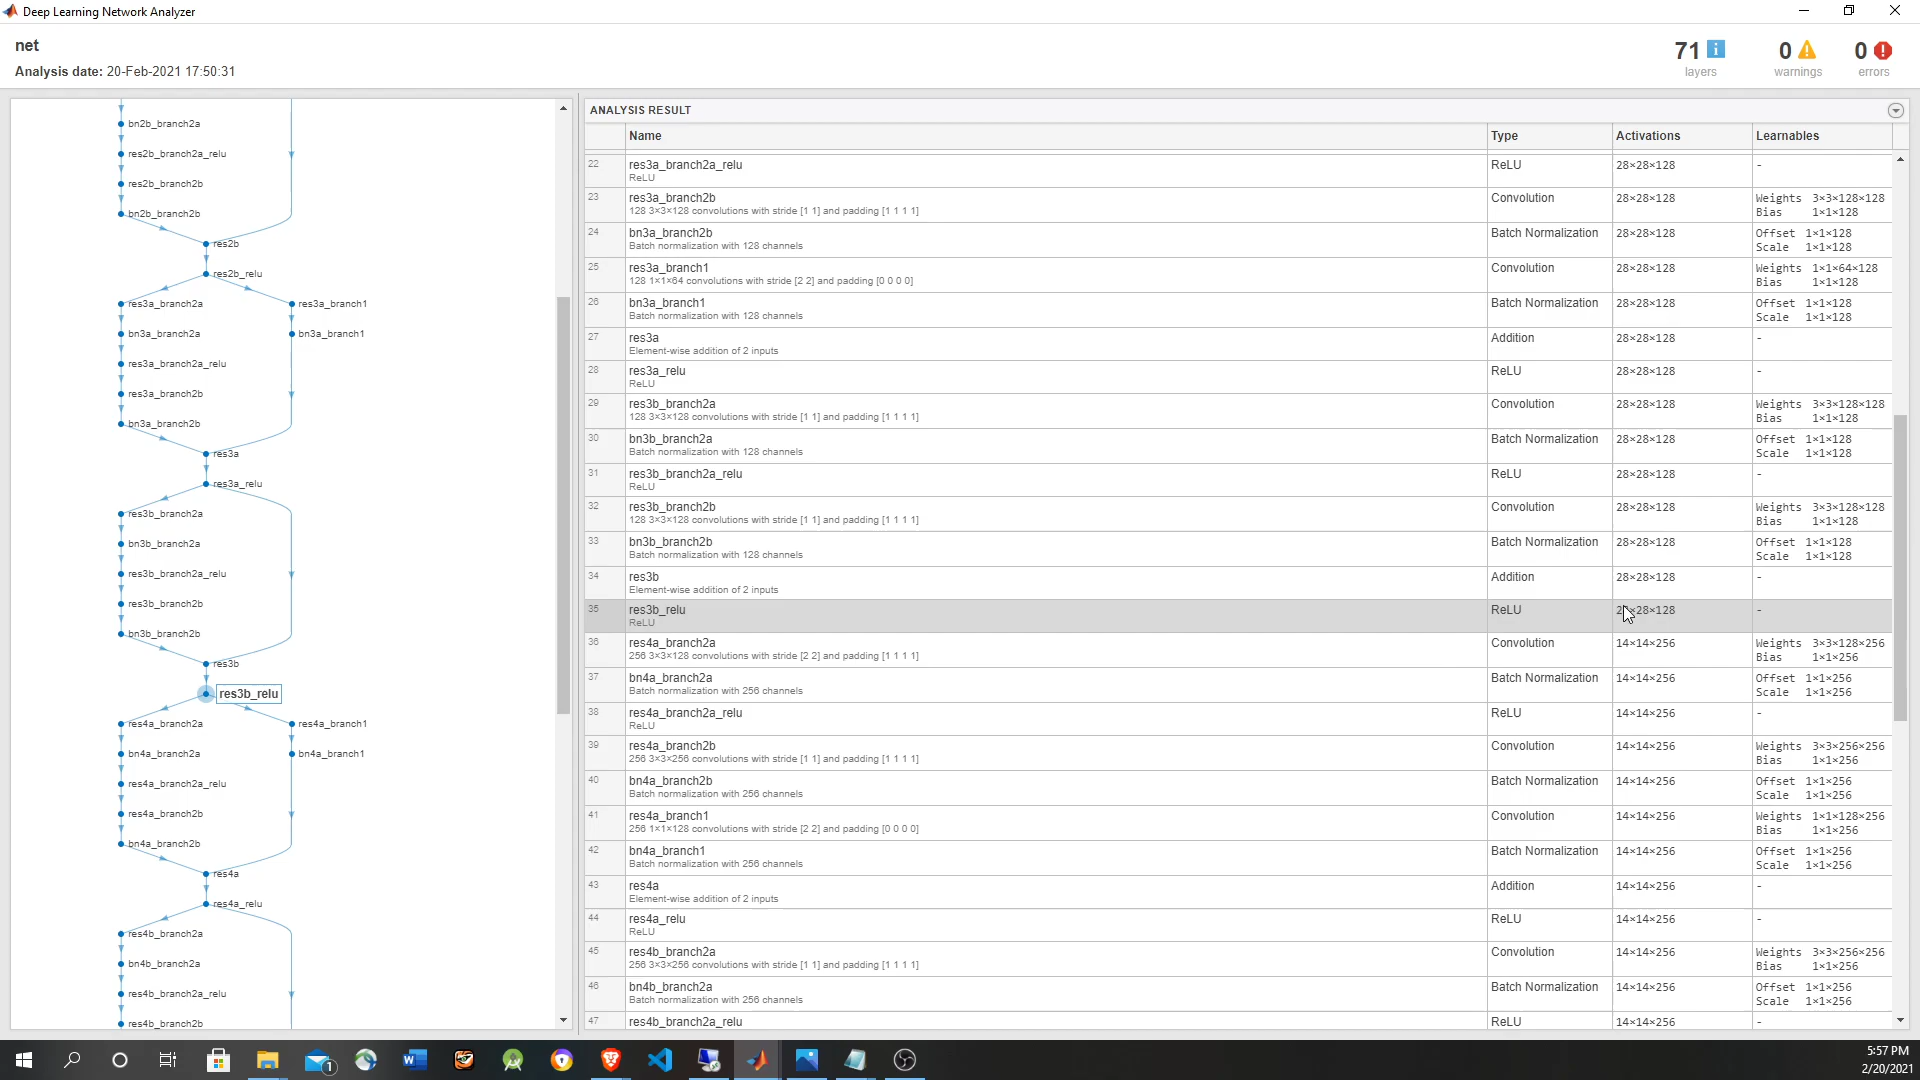 Deep Learning Network Analyzer
net
Analysis date: 20-Feb-2021 17:50:31
71
layers
0
warnings
0
errors
bn2b_branch2a
res2b_branch2a_relu
res2b_branch2b
bn2b_branch2b
res2b
res2b_relu
res3a_branch2a res3a_branch1
bn3a_branch2a bn3a_branch1
res3a_branch2a_relu
res3a_branch2b
bn3a_branch2b
res3a
res3a_relu
res3b_branch2a
bn3b_branch2a
res3b_branch2a_relu
res3b_branch2b
bn3b_branch2b
res3b
res3b_relu
res4a_branch2a res4a_branch1
bn4a_branch2a bn4a_branch1
res4a_branch2a_relu
res4a_branch2b
bn4a_branch2b
res4a
res4a_relu
res4b_branch2a
bn4b_branch2a
res4b_branch2a_relu
res4b_branch2b
ANALYSIS RESULT
Name Type Activations Learnables
22 res3a_branch2a_relu ReLU 28×28×128 -
ReLU
23 res3a_branch2b Convolution 28×28×128 Weights 3×3×128×128
128 3×3×128 convolutions with stride [1 1] and padding [1 1 1 1] Bias 1×1×128
24 bn3a_branch2b Batch Normalization 28×28×128 Offset 1×1×128
Batch normalization with 128 channels Scale 1×1×128
25 res3a_branch1 Convolution 28×28×128 Weights 1×1×64×128
128 1×1×64 convolutions with stride [2 2] and padding [0 0 0 0] Bias 1×1×128
26 bn3a_branch1 Batch Normalization 28×28×128 Offset 1×1×128
Batch normalization with 128 channels Scale 1×1×128
27 res3a Addition 28×28×128 -
Element-wise addition of 2 inputs
28 res3a_relu ReLU 28×28×128 -
ReLU
29 res3b_branch2a Convolution 28×28×128 Weights 3×3×128×128
128 3×3×128 convolutions with stride [1 1] and padding [1 1 1 1] Bias 1×1×128
30 bn3b_branch2a Batch Normalization 28×28×128 Offset 1×1×128
Batch normalization with 128 channels Scale 1×1×128
31 res3b_branch2a_relu ReLU 28×28×128 -
ReLU
32 res3b_branch2b Convolution 28×28×128 Weights 3×3×128×128
128 3×3×128 convolutions with stride [1 1] and padding [1 1 1 1] Bias 1×1×128
33 bn3b_branch2b Batch Normalization 28×28×128 Offset 1×1×128
Batch normalization with 128 channels Scale 1×1×128
34 res3b Addition 28×28×128 -
Element-wise addition of 2 inputs
35 res3b_relu ReLU 28×28×128 -
ReLU
36 res4a_branch2a Convolution 14×14×256 Weights 3×3×128×256
256 3×3×128 convolutions with stride [2 2] and padding [1 1 1 1] Bias 1×1×256
37 bn4a_branch2a Batch Normalization 14×14×256 Offset 1×1×256
Batch normalization with 256 channels Scale 1×1×256
38 res4a_branch2a_relu ReLU 14×14×256 -
ReLU
39 res4a_branch2b Convolution 14×14×256 Weights 3×3×256×256
256 3×3×256 convolutions with stride [1 1] and padding [1 1 1 1] Bias 1×1×256
40 bn4a_branch2b Batch Normalization 14×14×256 Offset 1×1×256
Batch normalization with 256 channels Scale 1×1×256
41 res4a_branch1 Convolution 14×14×256 Weights 1×1×128×256
256 1×1×128 convolutions with stride [2 2] and padding [0 0 0 0] Bias 1×1×256
42 bn4a_branch1 Batch Normalization 14×14×256 Offset 1×1×256
Batch normalization with 256 channels Scale 1×1×256
43 res4a Addition 14×14×256 -
Element-wise addition of 2 inputs
44 res4a_relu ReLU 14×14×256 -
ReLU
45 res4b_branch2a Convolution 14×14×256 Weights 3×3×256×256
256 3×3×256 convolutions with stride [1 1] and padding [1 1 1 1] Bias 1×1×256
46 bn4b_branch2a Batch Normalization 14×14×256 Offset 1×1×256
Batch normalization with 256 channels Scale 1×1×256
47 res4b_branch2a_relu ReLU 14×14×256 -
1
5:57 PM
2/20/2021